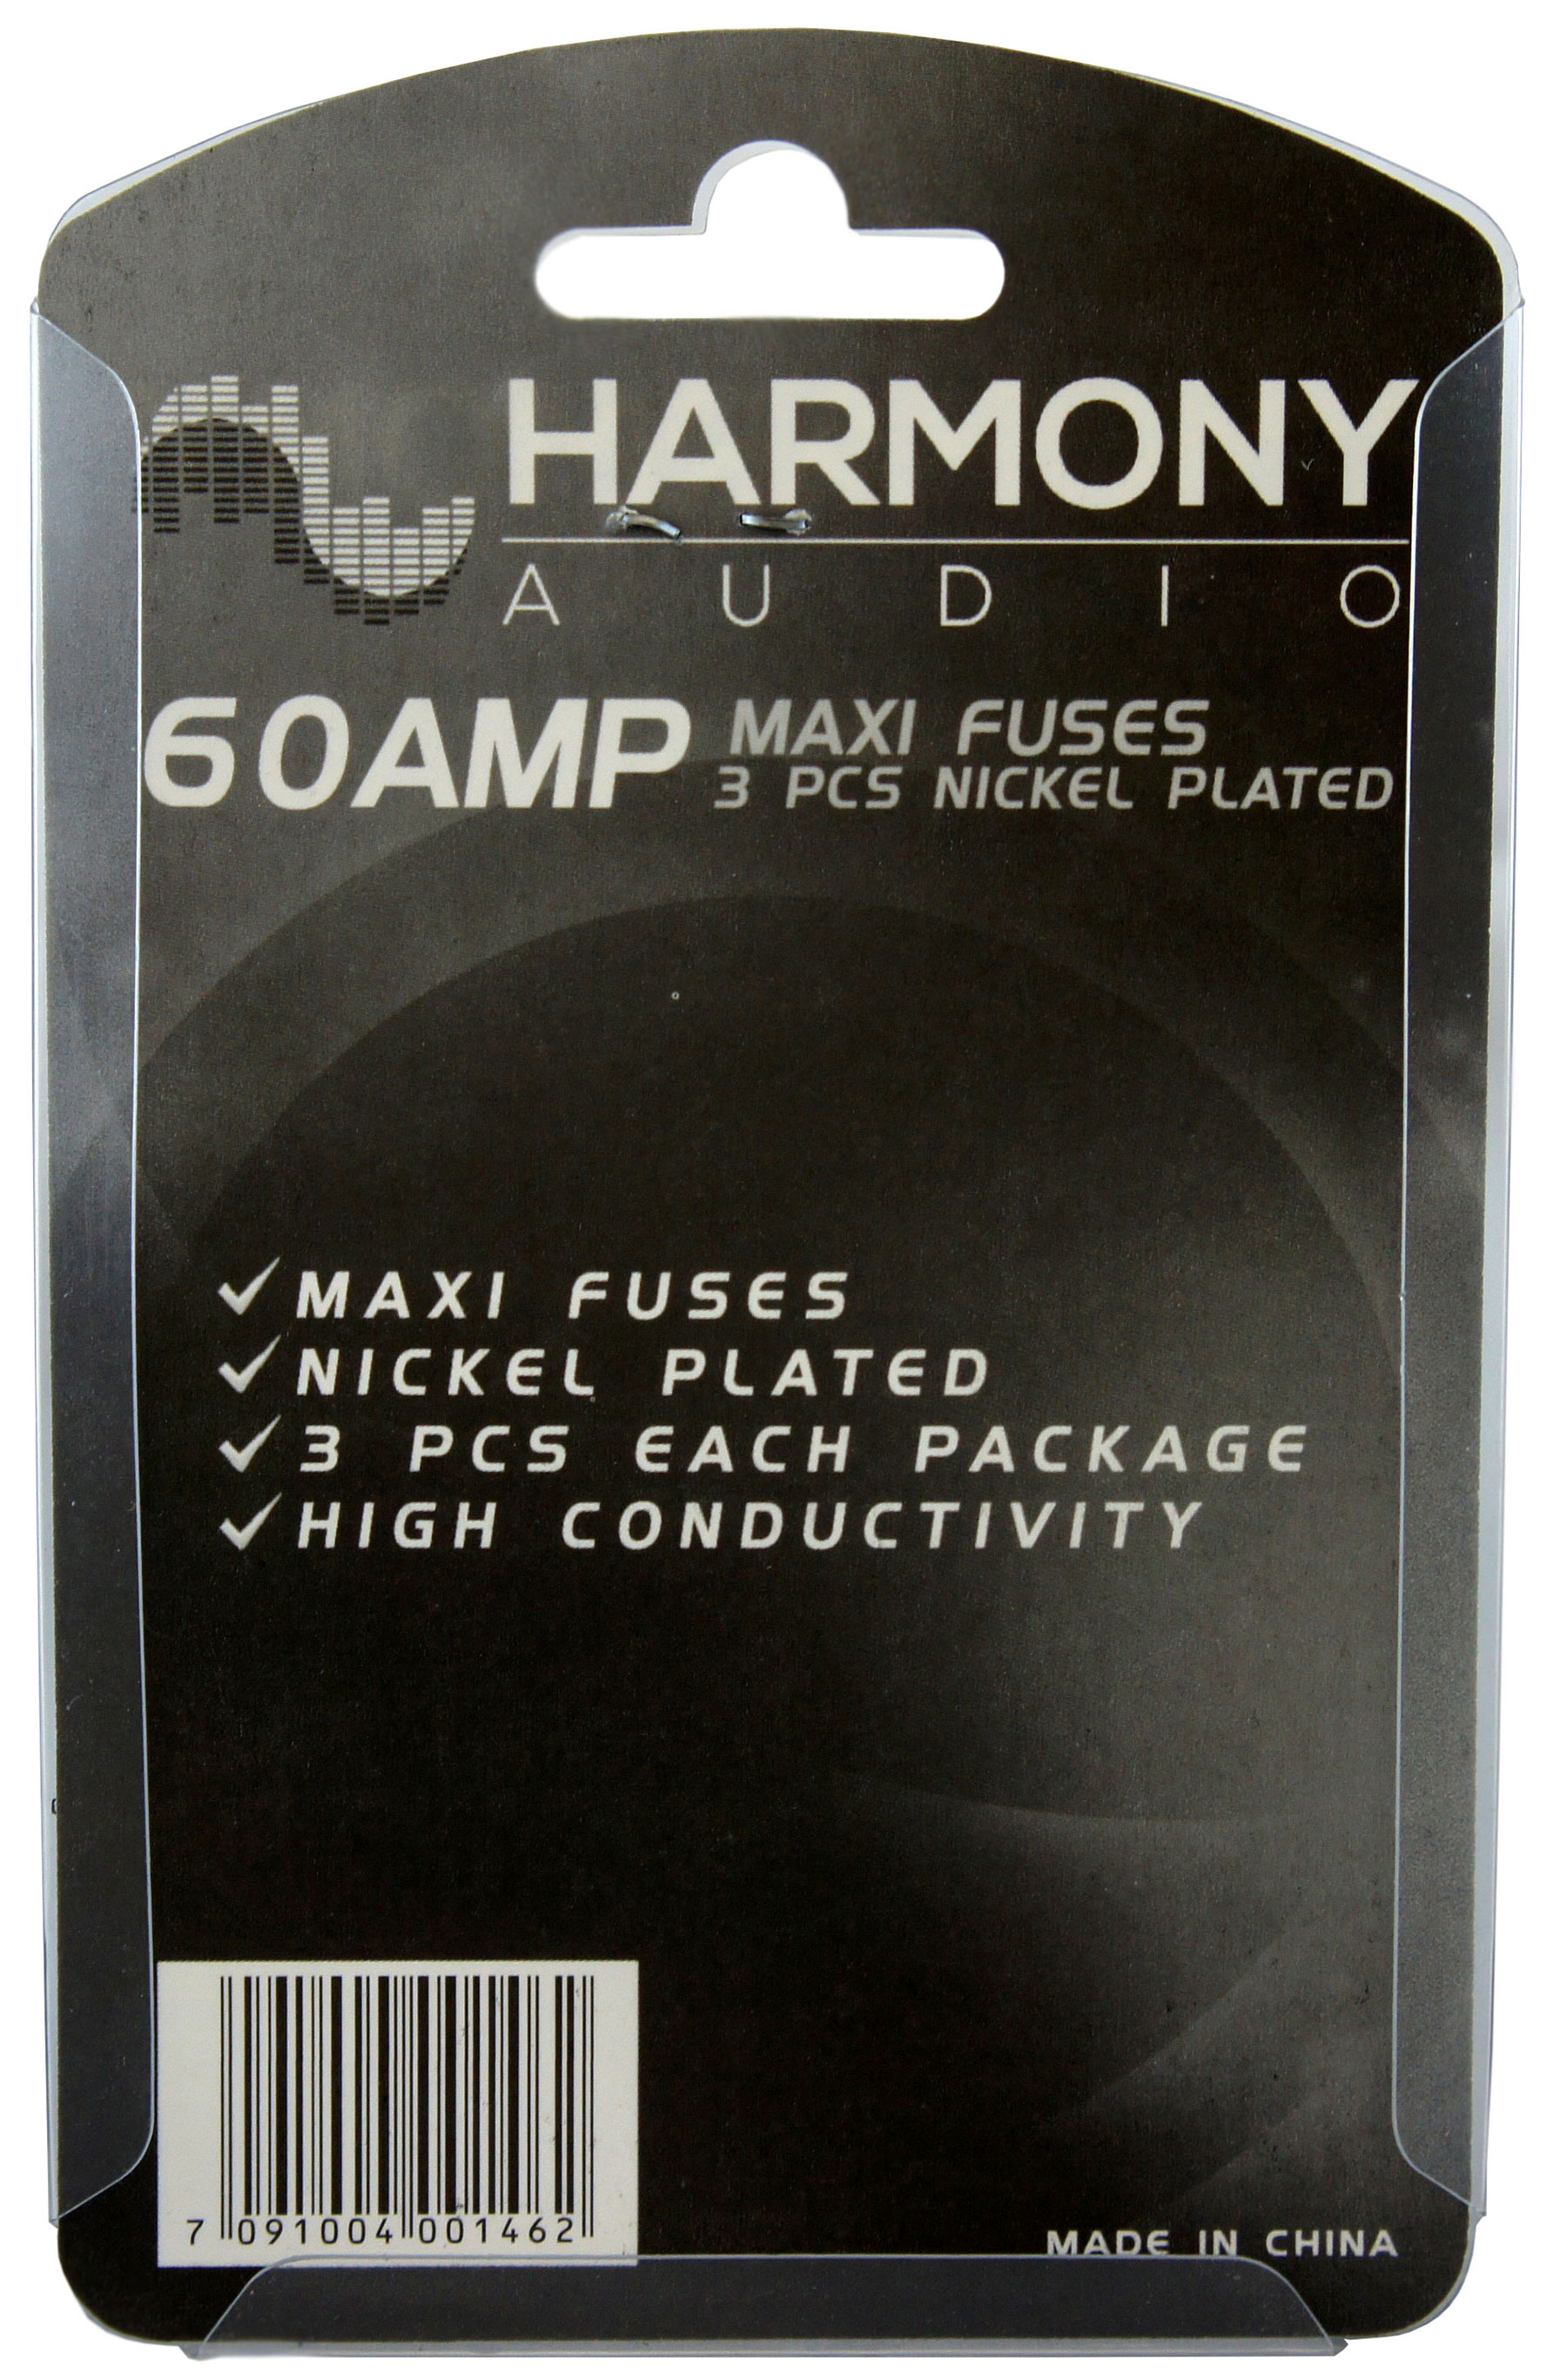 HARMONY
AUDIO
60AMP MAXI FUSES
3 PCS NICKEL PLATED
MAXI FUSES
NICKEL PLATED
3 PCS EACH PACKAGE
HIGH CONDUCTIVITY
7 091004 001462
MADE IN CHINA